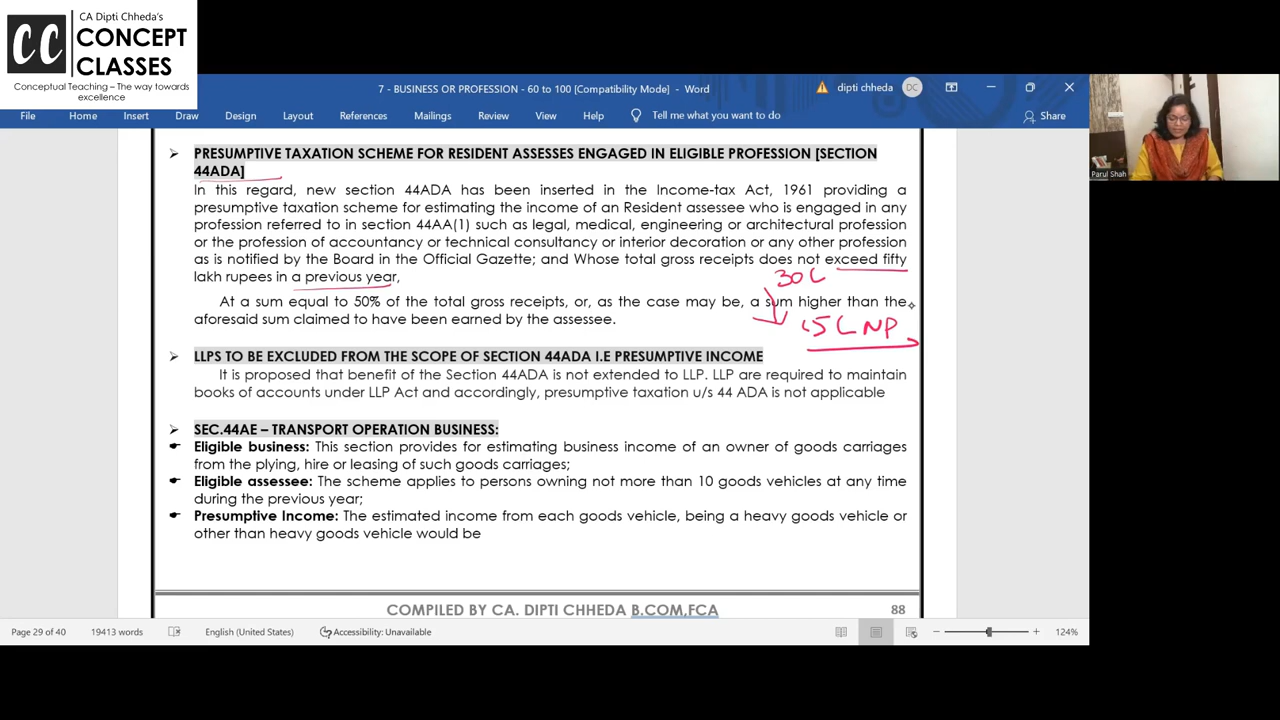 CA Dipti Chheda's
CC
CONCEPT
CLASSES
Conceptual Teaching – The way towards
excellence
7 - BUSINESS OR PROFESSION - 60 to 100 [Compatibility Mode] - Word
dipti chheda
DC
File Home Insert Draw Design Layout References Mailings Review View Help Tell me what you want to do Share
PRESUMPTIVE TAXATION SCHEME FOR RESIDENT ASSESSES ENGAGED IN ELIGIBLE PROFESSION [SECTION
44ADA]
In this regard, new section 44ADA has been inserted in the Income-tax Act, 1961 providing a
presumptive taxation scheme for estimating the income of an Resident assessee who is engaged in any
profession referred to in section 44AA(1) such as legal, medical, engineering or architectural profession
or the profession of accountancy or technical consultancy or interior decoration or any other profession
as is notified by the Board in the Official Gazette; and Whose total gross receipts does not exceed fifty
lakh rupees in a previous year,
30 L
At a sum equal to 50% of the total gross receipts, or, as the case may be, a sum higher than the
aforesaid sum claimed to have been earned by the assessee.
15 L NP
LLPS TO BE EXCLUDED FROM THE SCOPE OF SECTION 44ADA I.E PRESUMPTIVE INCOME
It is proposed that benefit of the Section 44ADA is not extended to LLP. LLP are required to maintain
books of accounts under LLP Act and accordingly, presumptive taxation u/s 44 ADA is not applicable
SEC.44AE – TRANSPORT OPERATION BUSINESS:
Eligible business: This section provides for estimating business income of an owner of goods carriages
from the plying, hire or leasing of such goods carriages;
Eligible assessee: The scheme applies to persons owning not more than 10 goods vehicles at any time
during the previous year;
Presumptive Income: The estimated income from each goods vehicle, being a heavy goods vehicle or
other than heavy goods vehicle would be
COMPILED BY CA. DIPTI CHHEDA B.COM,FCA 88
Page 29 of 40 19413 words English (United States) Accessibility: Unavailable 124%
Parul Shah